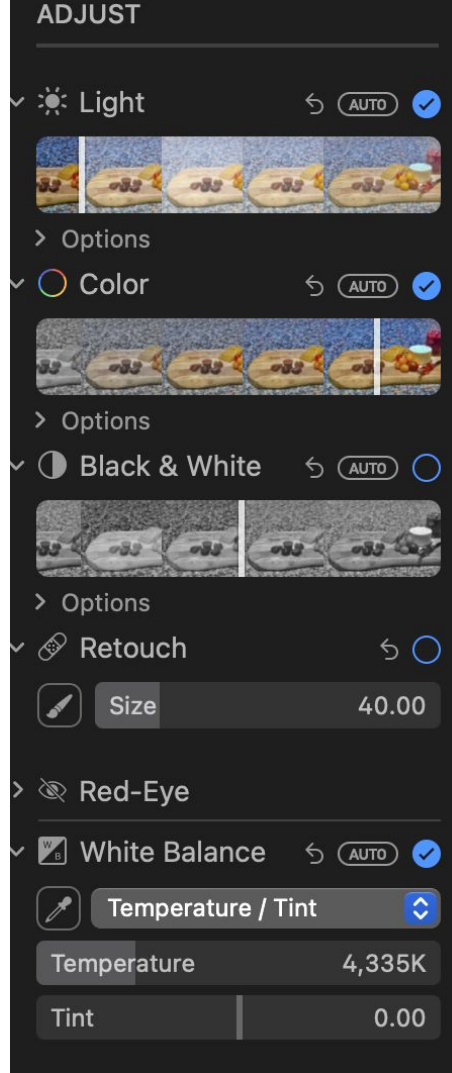 ADJUST
Light AUTO
Options
Color AUTO
Options
Black & White AUTO
Options
Retouch
Size 40.00
Red-Eye
W B White Balance AUTO
Temperature / Tint
Temperature 4,335K
Tint 0.00